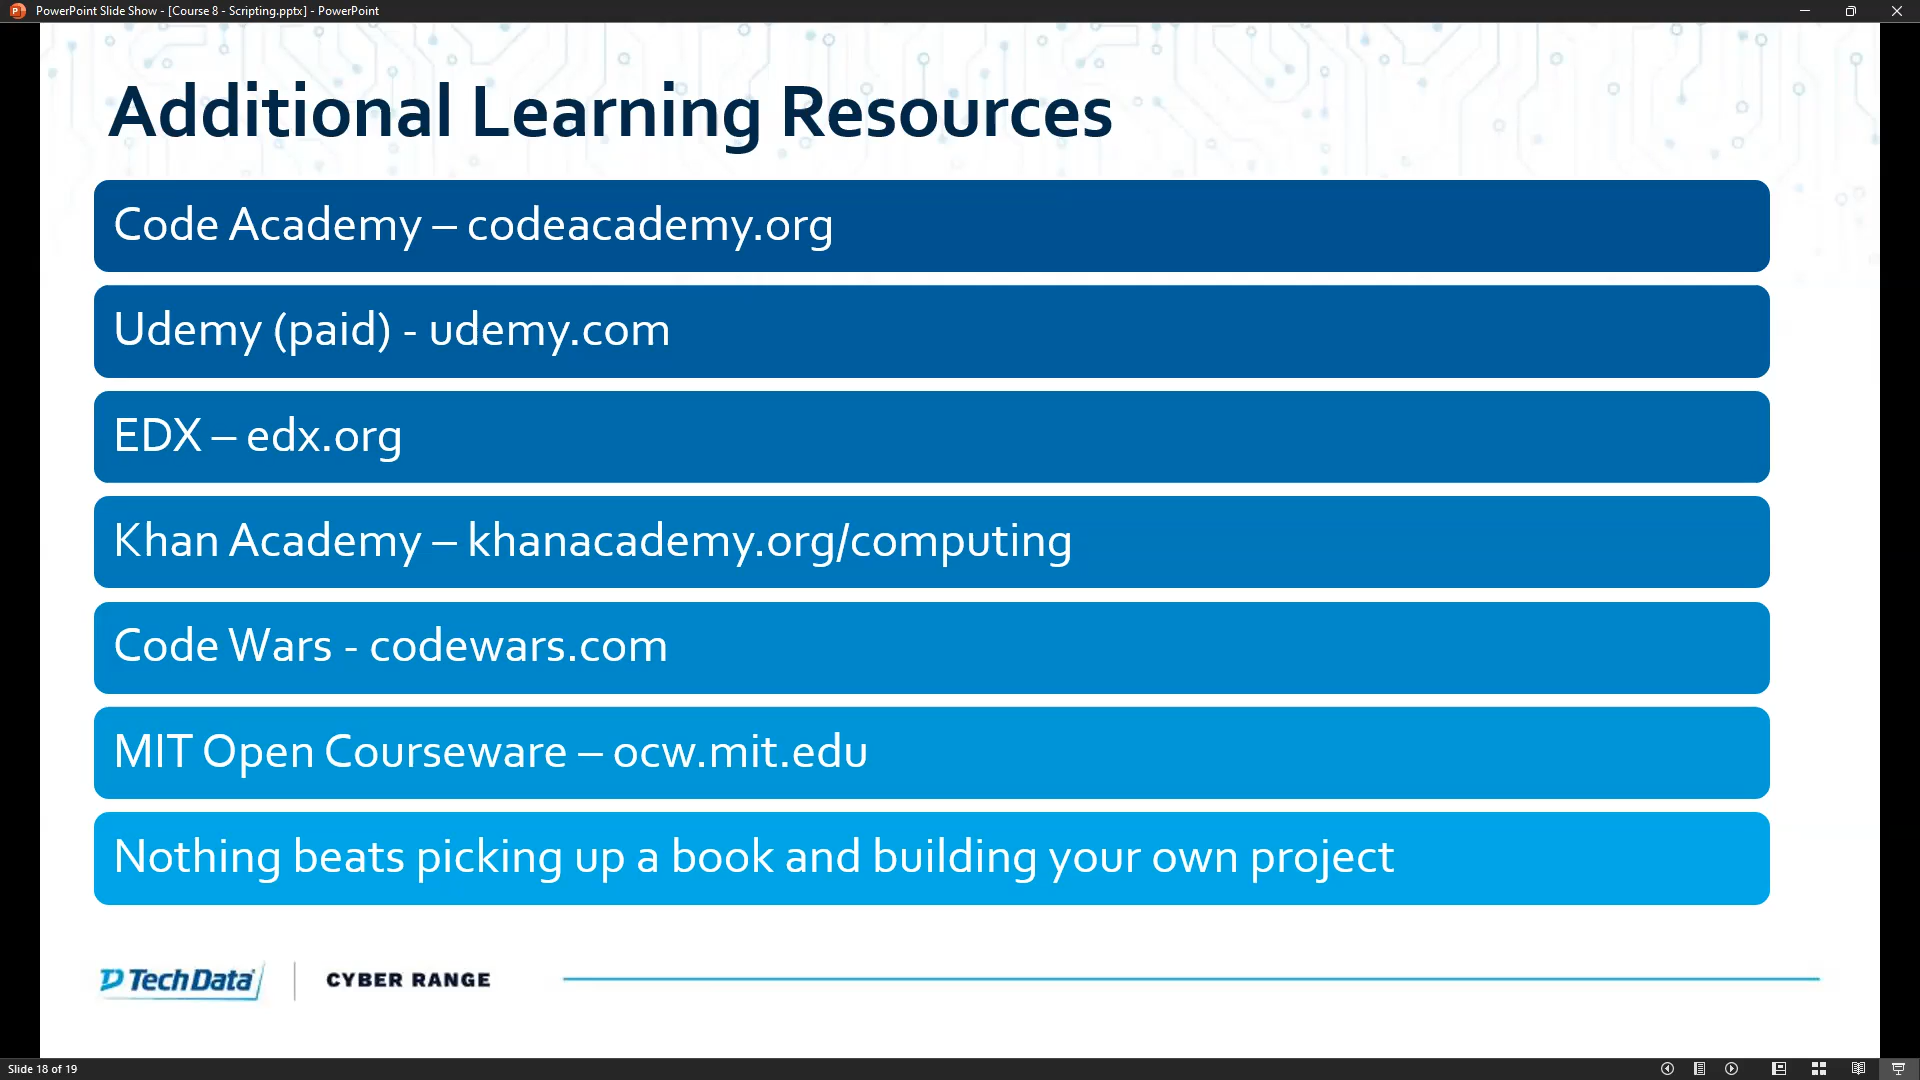 PowerPoint Slide Show - [Course 8 - Scripting.pptx] - PowerPoint
Additional Learning Resources
Code Academy – codeacademy.org
Udemy (paid) - udemy.com
EDX – edx.org
Khan Academy – khanacademy.org/computing
Code Wars - codewars.com
MIT Open Courseware – ocw.mit.edu
Nothing beats picking up a book and building your own project
Tech Data
CYBER RANGE
Slide 18 of 19